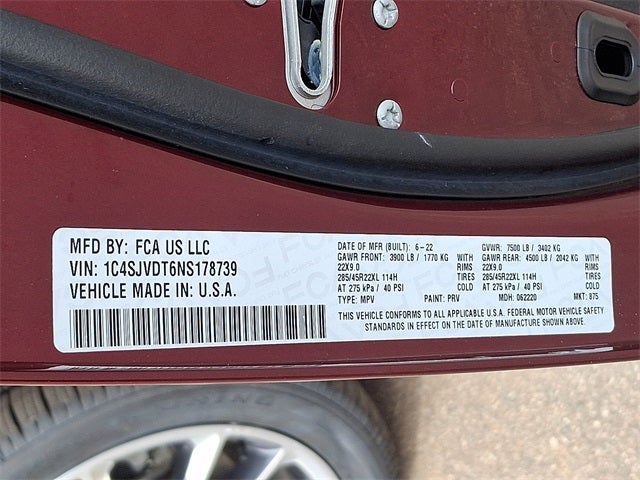 MFD BY: FCA US LLC
VIN: 1C4SJVDT6NS178739
VEHICLE MADE IN: U.S.A.
DATE OF MFR (BUILT): 6-22 GVWR: 7500 LB / 3402 KG
GAWR FRONT: 3900 LB / 1770 KG WITH GAWR REAR: 4500 LB / 2042 KG WITH
22X9.0 RIMS 22X9.0 RIMS
285/45R22XL 114H TIRES 285/45R22XL 114H TIRES
AT 275 kPa / 40 PSI COLD AT 275 kPa / 40 PSI COLD
TYPE: MPV PAINT: PRV MDH: 062220 MKT: 875
THIS VEHICLE CONFORMS TO ALL APPLICABLE U.S.A. FEDERAL MOTOR VEHICLE SAFETY
STANDARDS IN EFFECT ON THE DATE OF MANUFACTURE SHOWN ABOVE.